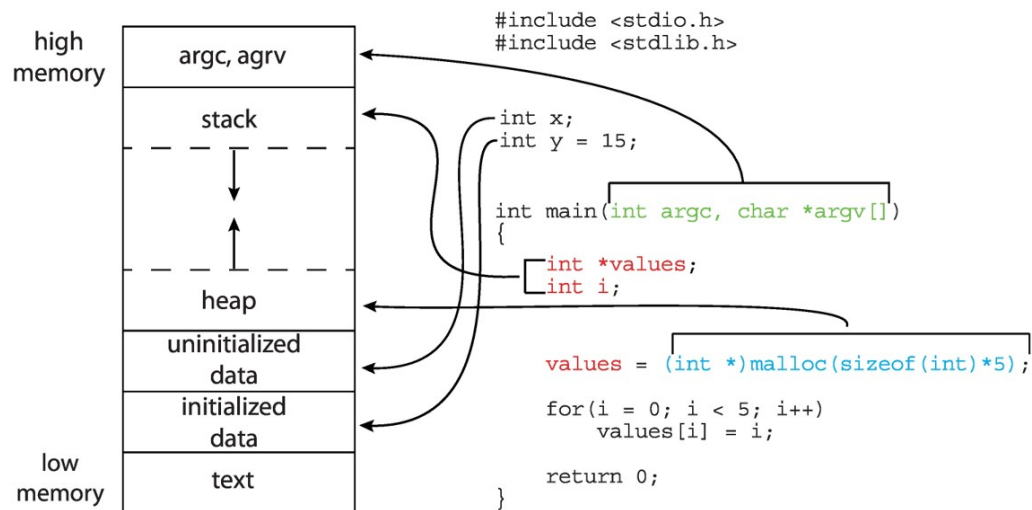 high
memory
argc, agrv
stack
heap
uninitialized
data
initialized
data
text
low
memory
#include <stdio.h>
#include <stdlib.h>
int x;
int y = 15;
int main(int argc, char *argv[])
{
int *values;
int i;
values = (int *)malloc(sizeof(int)*5);
for(i = 0; i < 5; i++)
values[i] = i;
return 0;
}